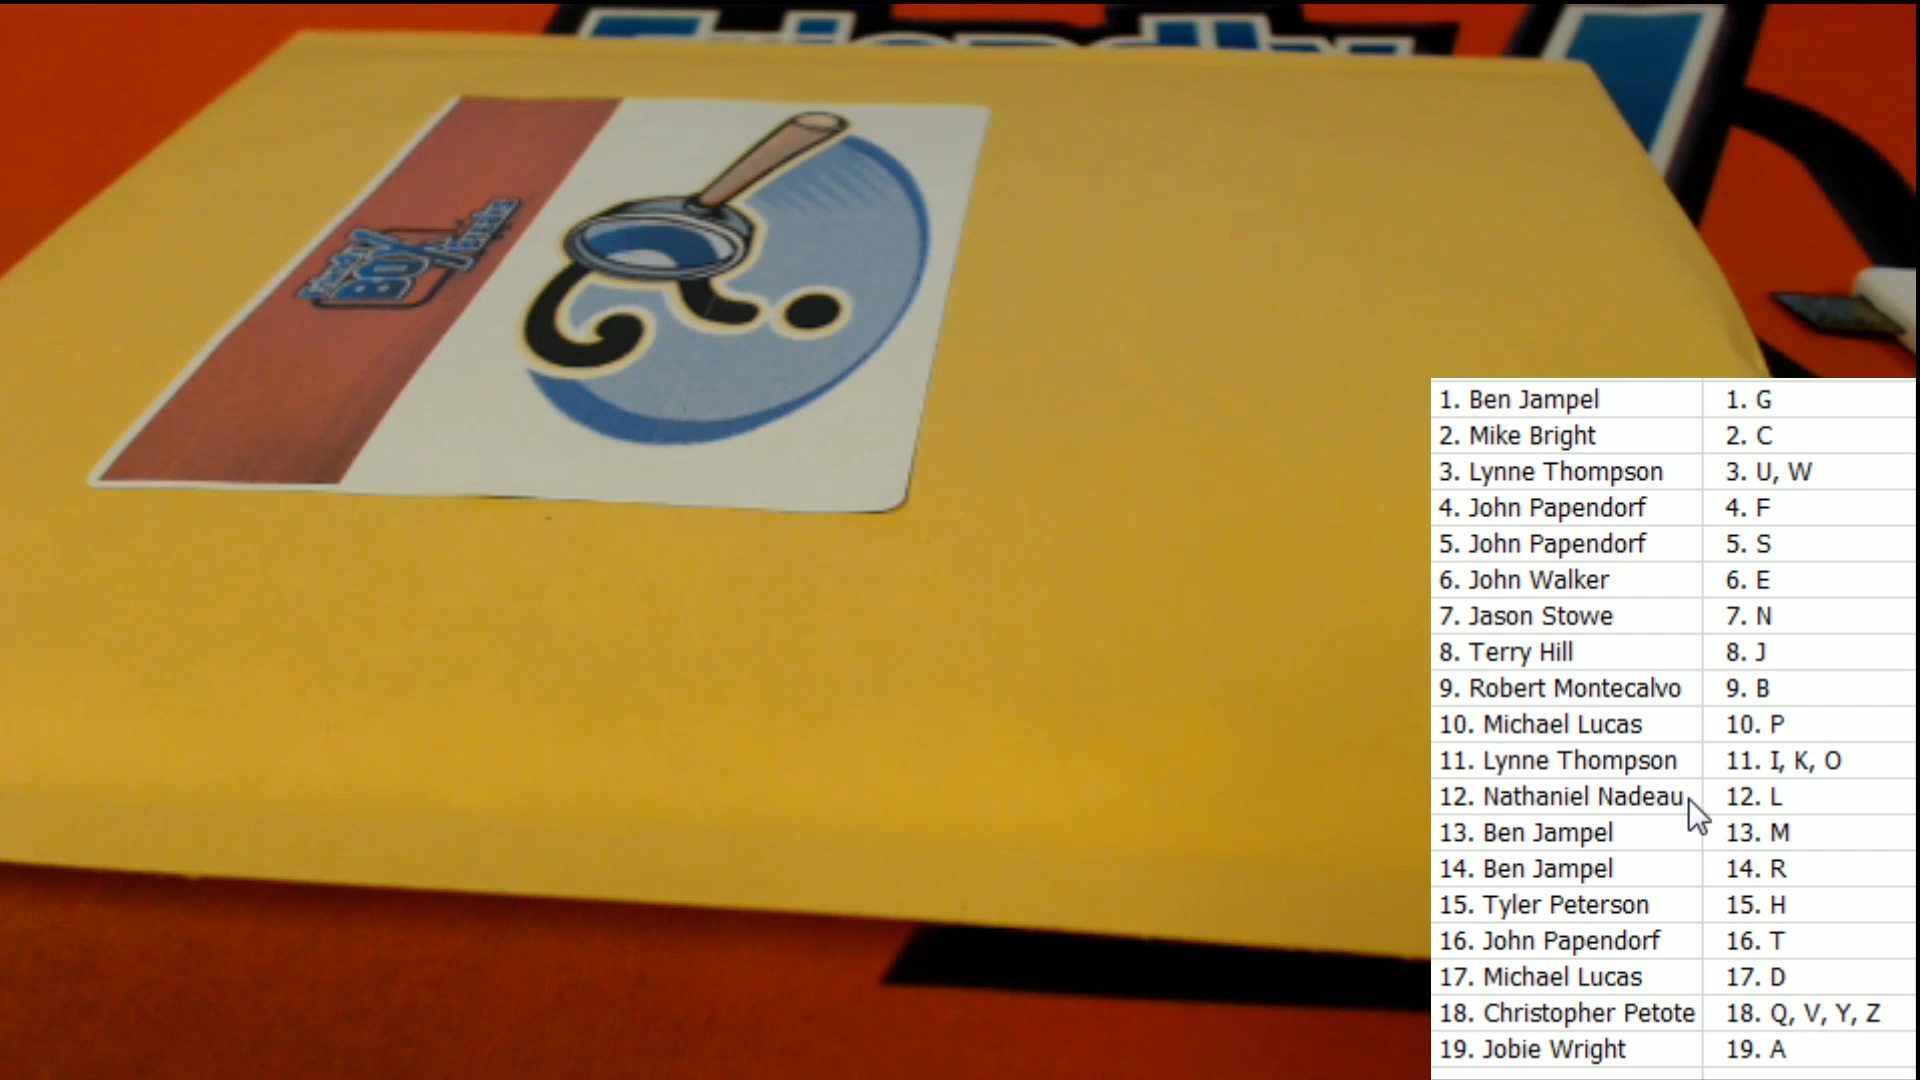 Friendly
Friendly
BOX
Breaks
1. Ben Jampel 1. G
2. Mike Bright 2. C
3. Lynne Thompson 3. U, W
4. John Papendorf 4. F
5. John Papendorf 5. S
6. John Walker 6. E
7. Jason Stowe 7. N
8. Terry Hill 8. J
9. Robert Montecalvo 9. B
10. Michael Lucas 10. P
11. Lynne Thompson 11. I, K, O
12. Nathaniel Nadeau 12. L
13. Ben Jampel 13. M
14. Ben Jampel 14. R
15. Tyler Peterson 15. H
16. John Papendorf 16. T
17. Michael Lucas 17. D
18. Christopher Petote 18. Q, V, Y, Z
19. Jobie Wright 19. A